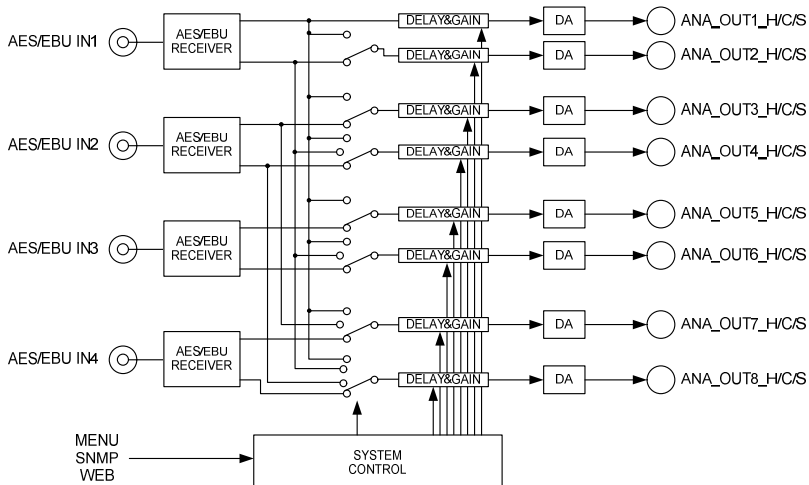 AES/EBU IN1
AES/EBU
RECEIVER
DELAY&GAIN
DA
ANA_OUT1_H/C/S
DELAY&GAIN
DA
ANA_OUT2_H/C/S
AES/EBU IN2
AES/EBU
RECEIVER
DELAY&GAIN
DA
ANA_OUT3_H/C/S
DELAY&GAIN
DA
ANA_OUT4_H/C/S
AES/EBU IN3
AES/EBU
RECEIVER
DELAY&GAIN
DA
ANA_OUT5_H/C/S
DELAY&GAIN
DA
ANA_OUT6_H/C/S
AES/EBU IN4
AES/EBU
RECEIVER
DELAY&GAIN
DA
ANA_OUT7_H/C/S
DELAY&GAIN
DA
ANA_OUT8_H/C/S
MENU
SNMP
WEB
SYSTEM
CONTROL